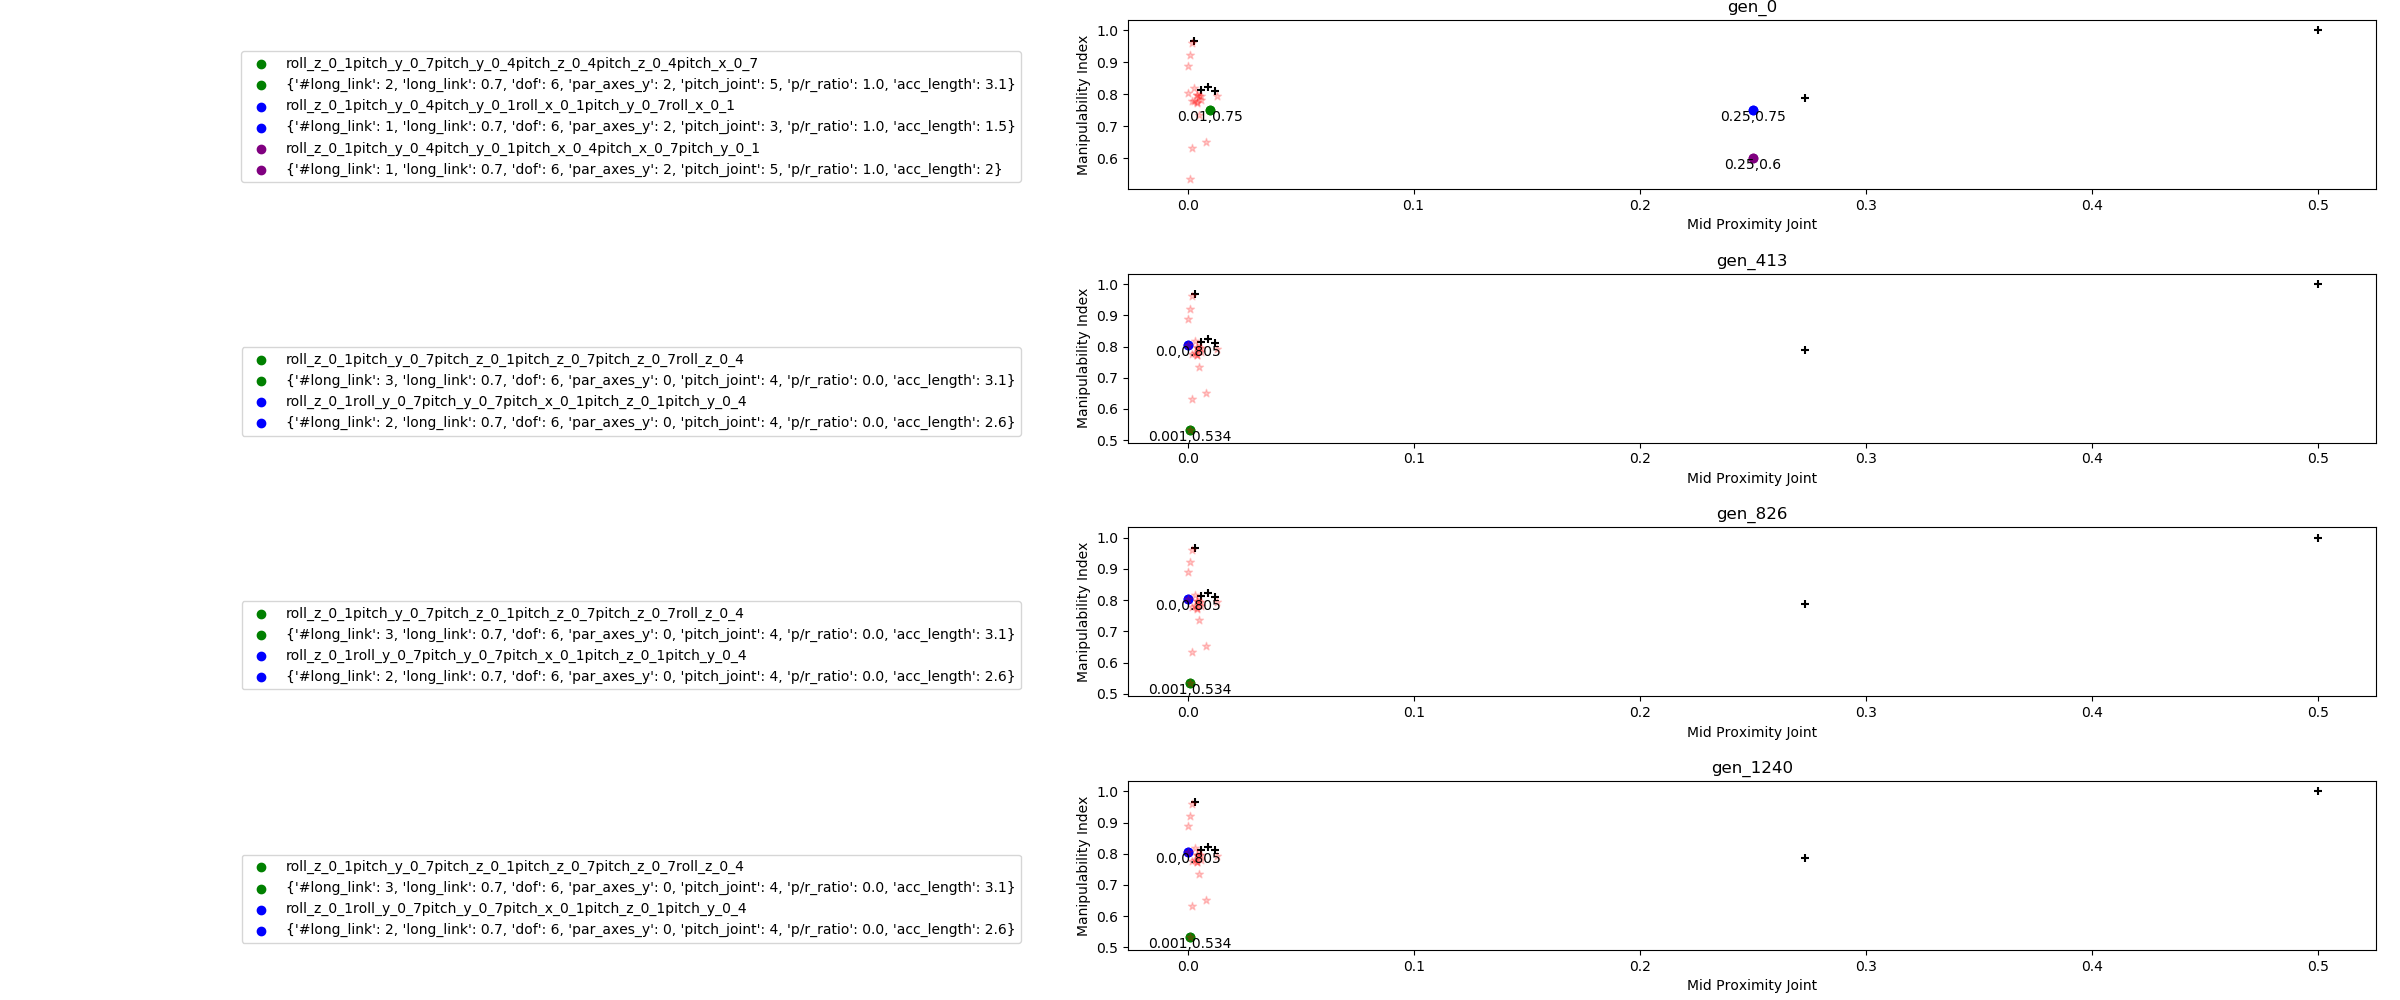 gen_0
roll_z_0_1pitch_y_0_7pitch_y_0_4pitch_z_0_4pitch_z_0_4pitch_x_0_7
{'#long_link': 2, 'long_link': 0.7, 'dof': 6, 'par_axes_y': 2, 'pitch_joint': 5, 'p/r_ratio': 1.0, 'acc_length': 3.1}
roll_z_0_1pitch_y_0_4pitch_y_0_1roll_x_0_1pitch_y_0_7roll_x_0_1
{'#long_link': 1, 'long_link': 0.7, 'dof': 6, 'par_axes_y': 2, 'pitch_joint': 3, 'p/r_ratio': 1.0, 'acc_length': 1.5}
roll_z_0_1pitch_y_0_4pitch_y_0_1pitch_x_0_4pitch_x_0_7pitch_y_0_1
{'#long_link': 1, 'long_link': 0.7, 'dof': 6, 'par_axes_y': 2, 'pitch_joint': 5, 'p/r_ratio': 1.0, 'acc_length': 2}
Manipulability Index
1.0
0.9
0.8
0.7
0.6
0.01,0.75
0.25,0.75
0.25,0.6
0.0 0.1 0.2 0.3 0.4 0.5
Mid Proximity Joint
gen_413
roll_z_0_1pitch_y_0_7pitch_z_0_1pitch_z_0_7pitch_z_0_7roll_z_0_4
{'#long_link': 3, 'long_link': 0.7, 'dof': 6, 'par_axes_y': 0, 'pitch_joint': 4, 'p/r_ratio': 0.0, 'acc_length': 3.1}
roll_z_0_1roll_y_0_7pitch_y_0_7pitch_x_0_1pitch_z_0_1pitch_y_0_4
{'#long_link': 2, 'long_link': 0.7, 'dof': 6, 'par_axes_y': 0, 'pitch_joint': 4, 'p/r_ratio': 0.0, 'acc_length': 2.6}
Manipulability Index
1.0
0.9
0.8
0.7
0.6
0.5
0.0,0.805
0.001,0.534
0.0 0.1 0.2 0.3 0.4 0.5
Mid Proximity Joint
gen_826
roll_z_0_1pitch_y_0_7pitch_z_0_1pitch_z_0_7pitch_z_0_7roll_z_0_4
{'#long_link': 3, 'long_link': 0.7, 'dof': 6, 'par_axes_y': 0, 'pitch_joint': 4, 'p/r_ratio': 0.0, 'acc_length': 3.1}
roll_z_0_1roll_y_0_7pitch_y_0_7pitch_x_0_1pitch_z_0_1pitch_y_0_4
{'#long_link': 2, 'long_link': 0.7, 'dof': 6, 'par_axes_y': 0, 'pitch_joint': 4, 'p/r_ratio': 0.0, 'acc_length': 2.6}
Manipulability Index
1.0
0.9
0.8
0.7
0.6
0.5
0.0,0.805
0.001,0.534
0.0 0.1 0.2 0.3 0.4 0.5
Mid Proximity Joint
gen_1240
roll_z_0_1pitch_y_0_7pitch_z_0_1pitch_z_0_7pitch_z_0_7roll_z_0_4
{'#long_link': 3, 'long_link': 0.7, 'dof': 6, 'par_axes_y': 0, 'pitch_joint': 4, 'p/r_ratio': 0.0, 'acc_length': 3.1}
roll_z_0_1roll_y_0_7pitch_y_0_7pitch_x_0_1pitch_z_0_1pitch_y_0_4
{'#long_link': 2, 'long_link': 0.7, 'dof': 6, 'par_axes_y': 0, 'pitch_joint': 4, 'p/r_ratio': 0.0, 'acc_length': 2.6}
Manipulability Index
1.0
0.9
0.8
0.7
0.6
0.5
0.0,0.805
0.001,0.534
0.0 0.1 0.2 0.3 0.4 0.5
Mid Proximity Joint